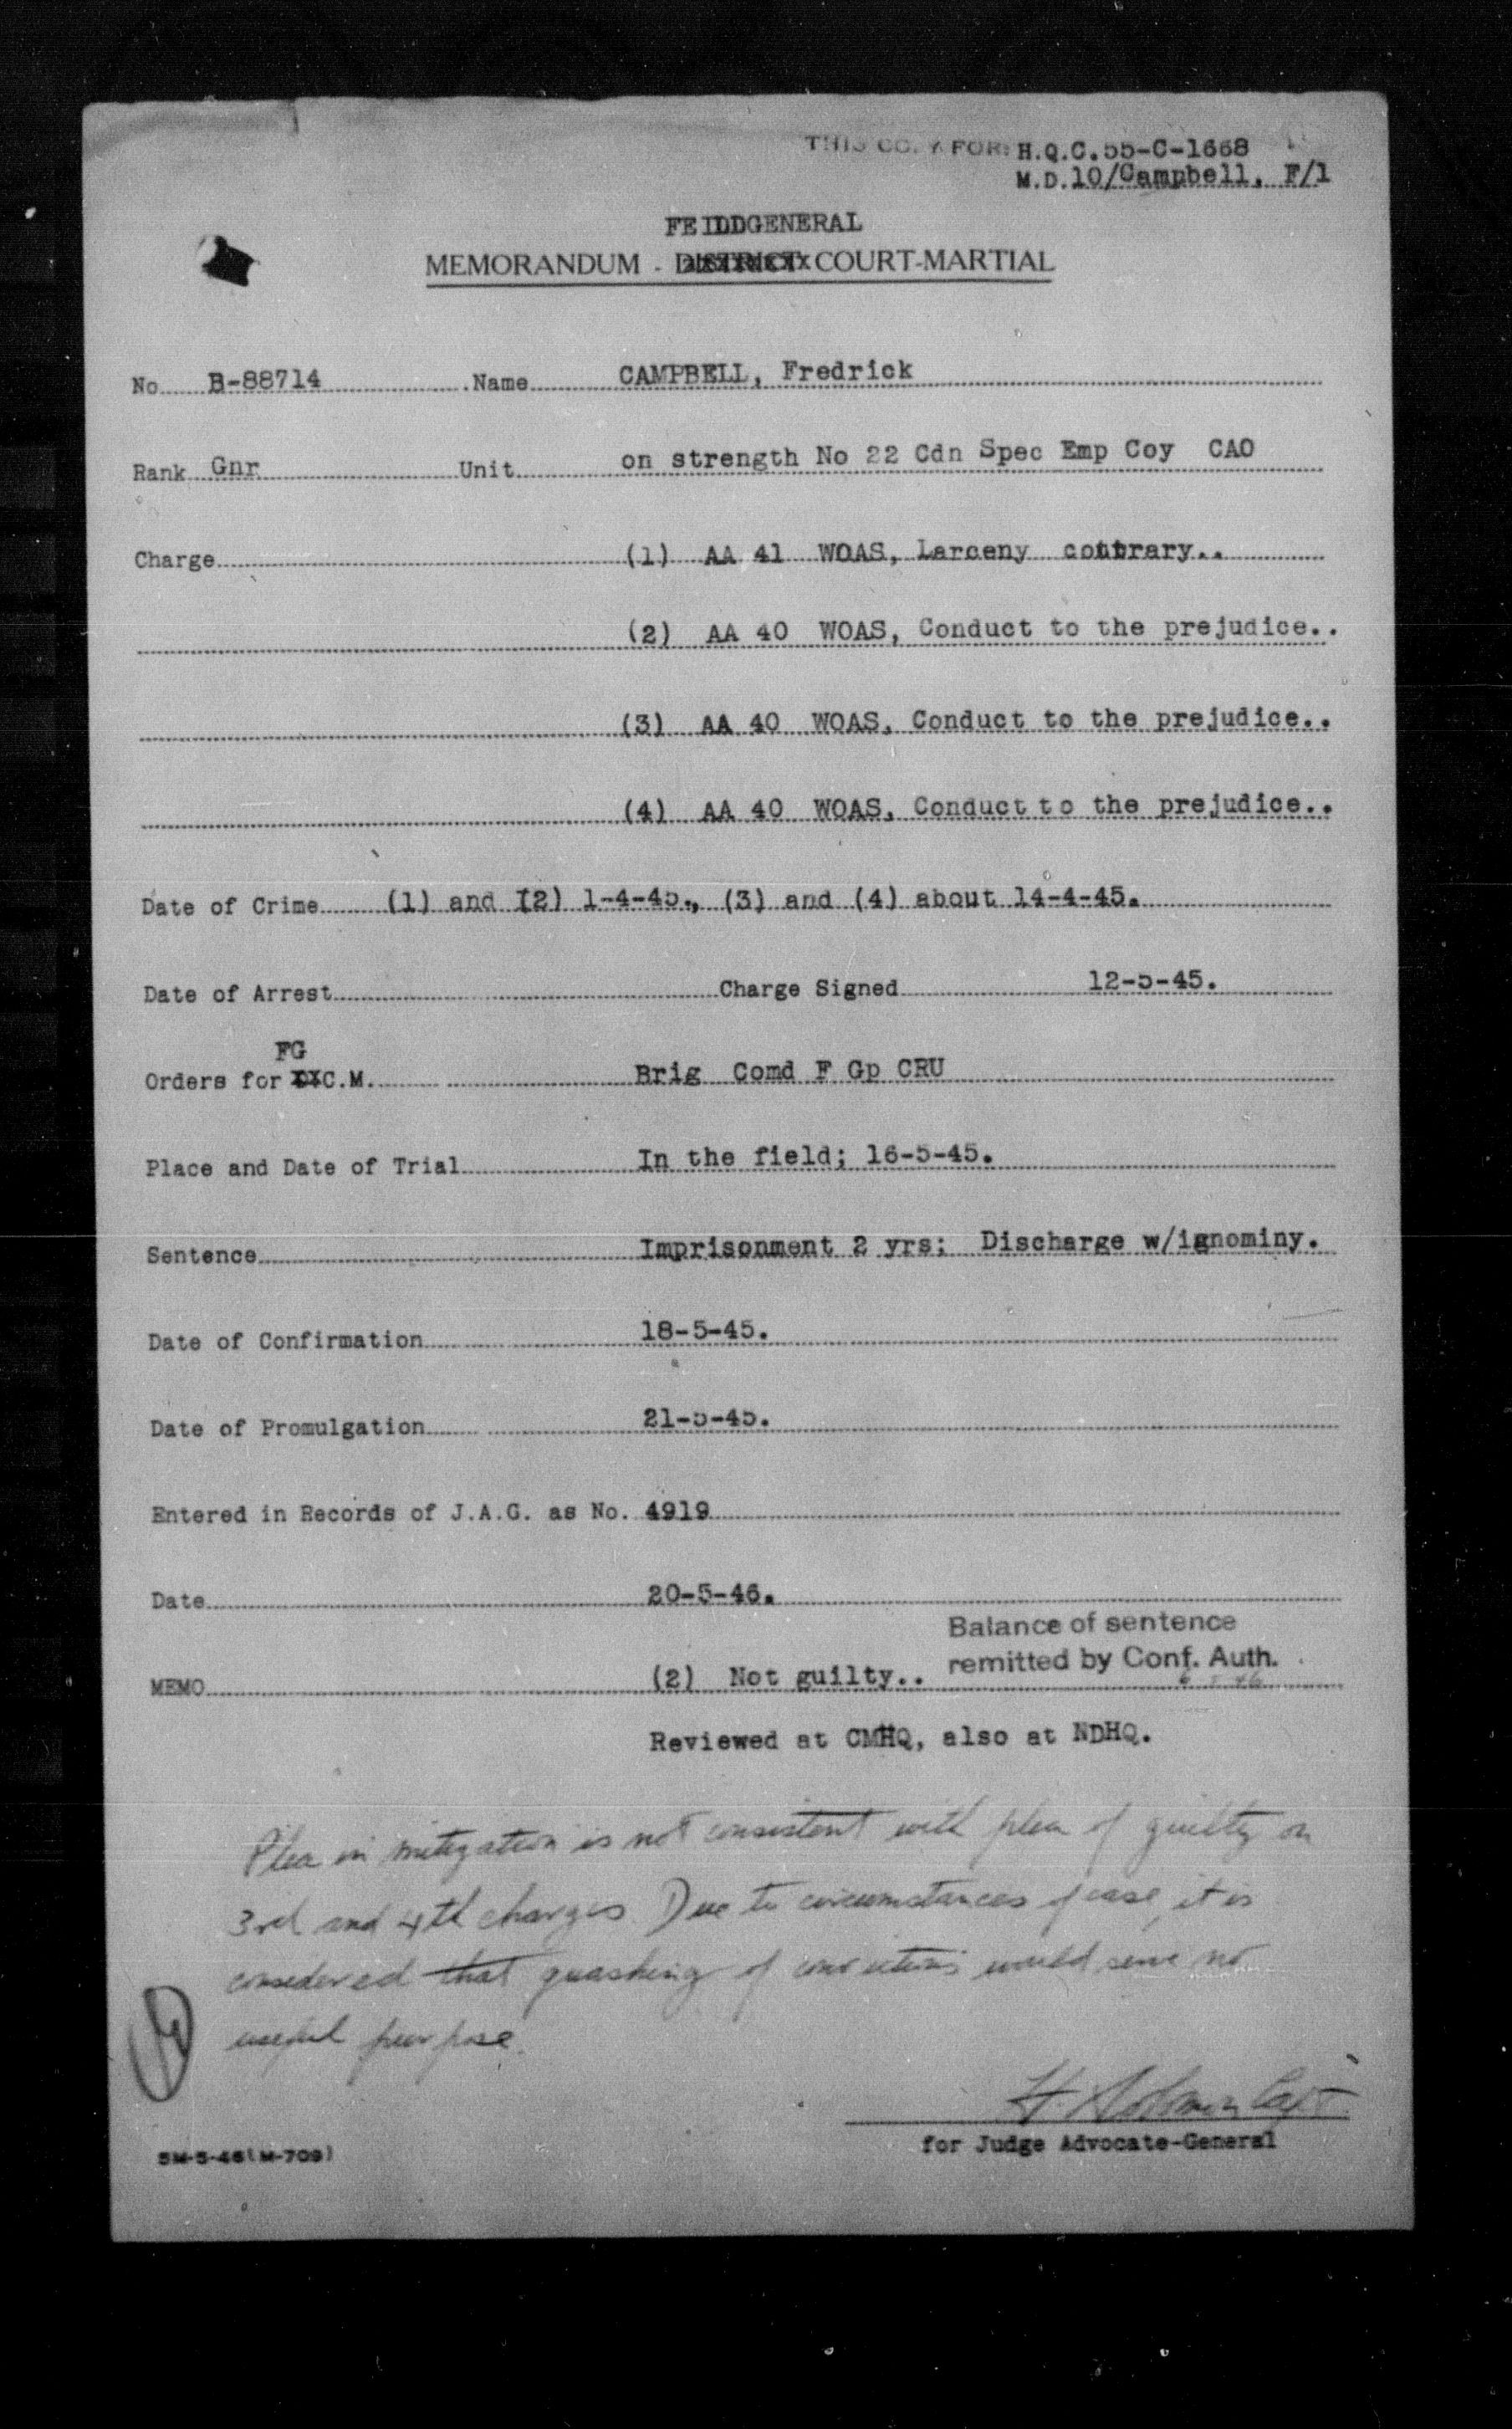 THIS COPY FOR: H.Q.C. 55-C-1668
M.D.10/Campbell, F/1
FEILDGENERAL
MEMORANDUM - DISTRICT COURT-MARTIAL
No. B-88714 Name CAMPBELL, Fredrick
Rank Gnr Unit on strength No 22 Cdn Spec Emp Coy CAO
Charge (1) AA 41 WOAS, Larceny contrary..
(2) AA 40 WOAS, Conduct to the prejudice..
(3) AA 40 WOAS, Conduct to the prejudice..
(4) AA 40 WOAS, Conduct to the prejudice..
Date of Crime (1) and (2) 1-4-45., (3) and (4) about 14-4-45.
Date of Arrest Charge Signed 12-5-45.
FG
Orders for C.M. Brig Comd F Gp CRU
Place and Date of Trial In the field; 16-5-45.
Sentence Imprisonment 2 yrs; Discharge w/ignominy.
Date of Confirmation 18-5-45.
Date of Promulgation 21-5-45.
Entered in Records of J.A.G. as No. 4919
Date 20-5-46.
Balance of sentence
remitted by Conf. Auth.
MEMO (2) Not guilty..
Reviewed at CMHQ, also at NDHQ.
Plea in mitigation is not consistent with plea of guilty on
3rd and 4th charges. Due to circumstances of case, it is
considered that quashing of convictions would serve no
useful purpose.
H. Capt
for Judge Advocate-General
5M-5-46 (M-709)